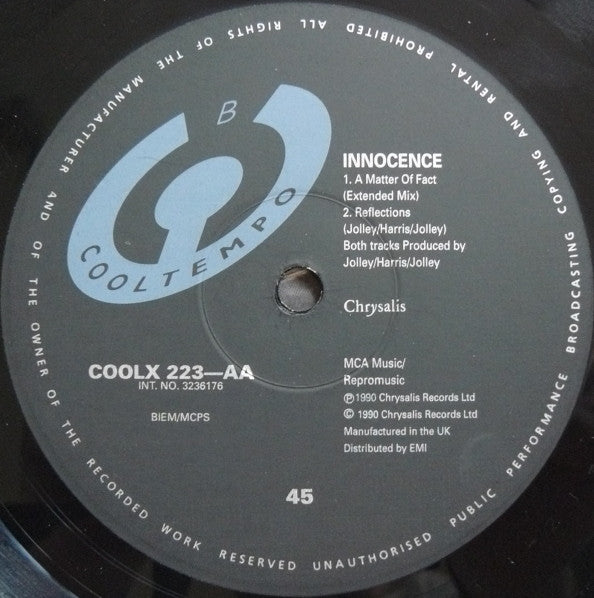 B
COOLTEMPO
INNOCENCE
1. A Matter Of Fact
(Extended Mix)
2. Reflections
(Jolley/Harris/Jolley)
Both tracks Produced by
Jolley/Harris/Jolley
Chrysalis
COOLX 223—AA
INT. NO. 3236176
BIEM/MCPS
MCA Music/
Repromusic
℗1990 Chrysalis Records Ltd
© 1990 Chrysalis Records Ltd
Manufactured in the UK
Distributed by EMI
45
ALL RIGHTS OF THE MANUFACTURER AND OF THE OWNER OF THE RECORDED WORK RESERVED UNAUTHORISED PUBLIC PERFORMANCE BROADCASTING COPYING AND RENTAL PROHIBITED